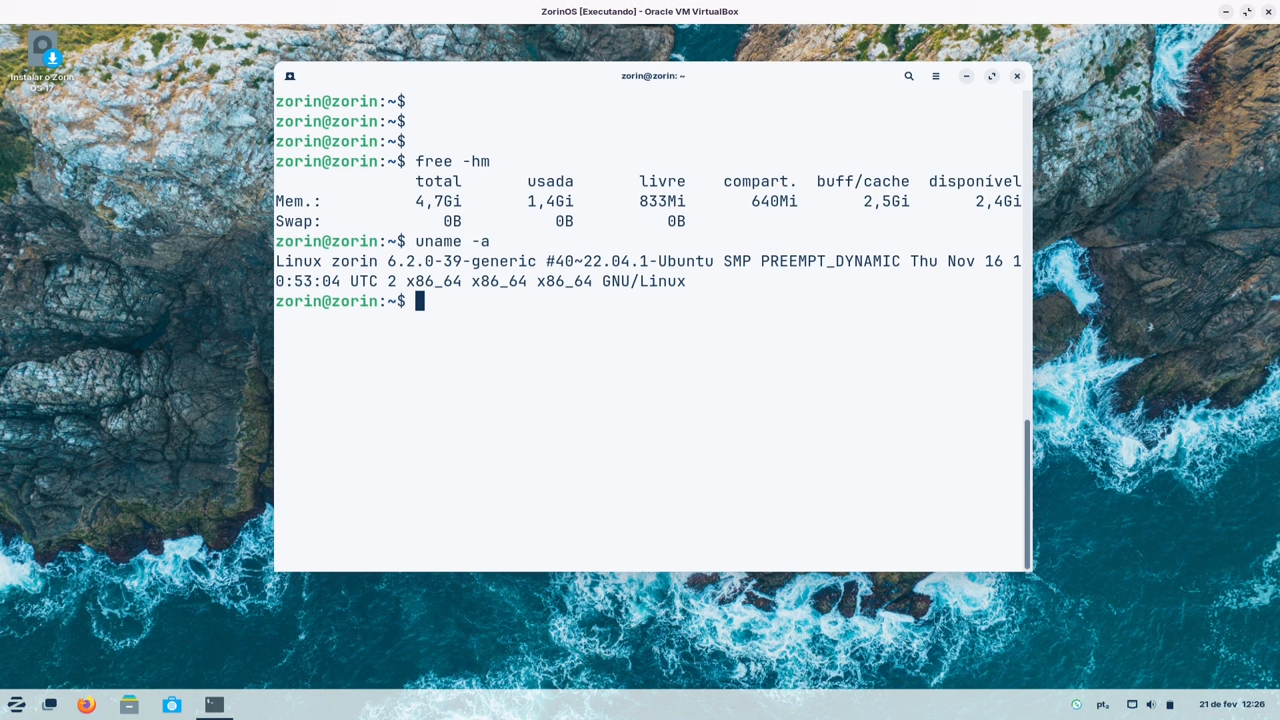 ZorinOS [Executando] - Oracle VM VirtualBox
Instalar o Zorin
OS 17
zorin@zorin: ~
zorin@zorin:~$
zorin@zorin:~$
zorin@zorin:~$
zorin@zorin:~$ free -hm
total usada livre compart. buff/cache disponível
Mem.: 4,7Gi 1,4Gi 833Mi 640Mi 2,5Gi 2,4Gi
Swap: 0B 0B 0B
zorin@zorin:~$ uname -a
Linux zorin 6.2.0-39-generic #40~22.04.1-Ubuntu SMP PREEMPT_DYNAMIC Thu Nov 16 1
0:53:04 UTC 2 x86_64 x86_64 x86_64 GNU/Linux
zorin@zorin:~$
pt₂ 21 de fev 12:26